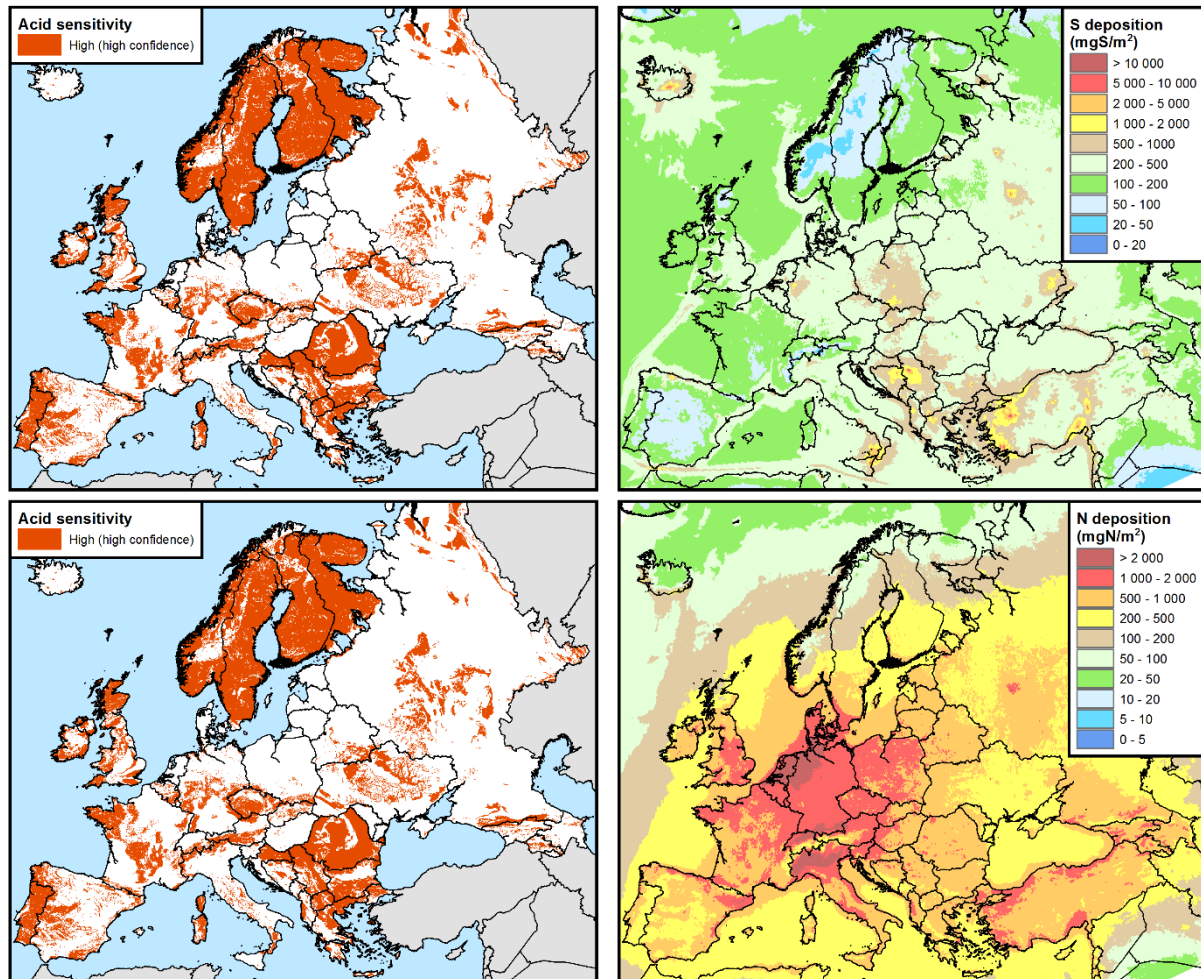 Acid sensitivity
High (high confidence)
S deposition
(mgS/m²)
> 10 000
5 000 - 10 000
2 000 - 5 000
1 000 - 2 000
500 - 1000
200 - 500
100 - 200
50 - 100
20 - 50
0 - 20
Acid sensitivity
High (high confidence)
N deposition
(mgN/m²)
> 2 000
1 000 - 2 000
500 - 1 000
200 - 500
100 - 200
50 - 100
20 - 50
10 - 20
5 - 10
0 - 5